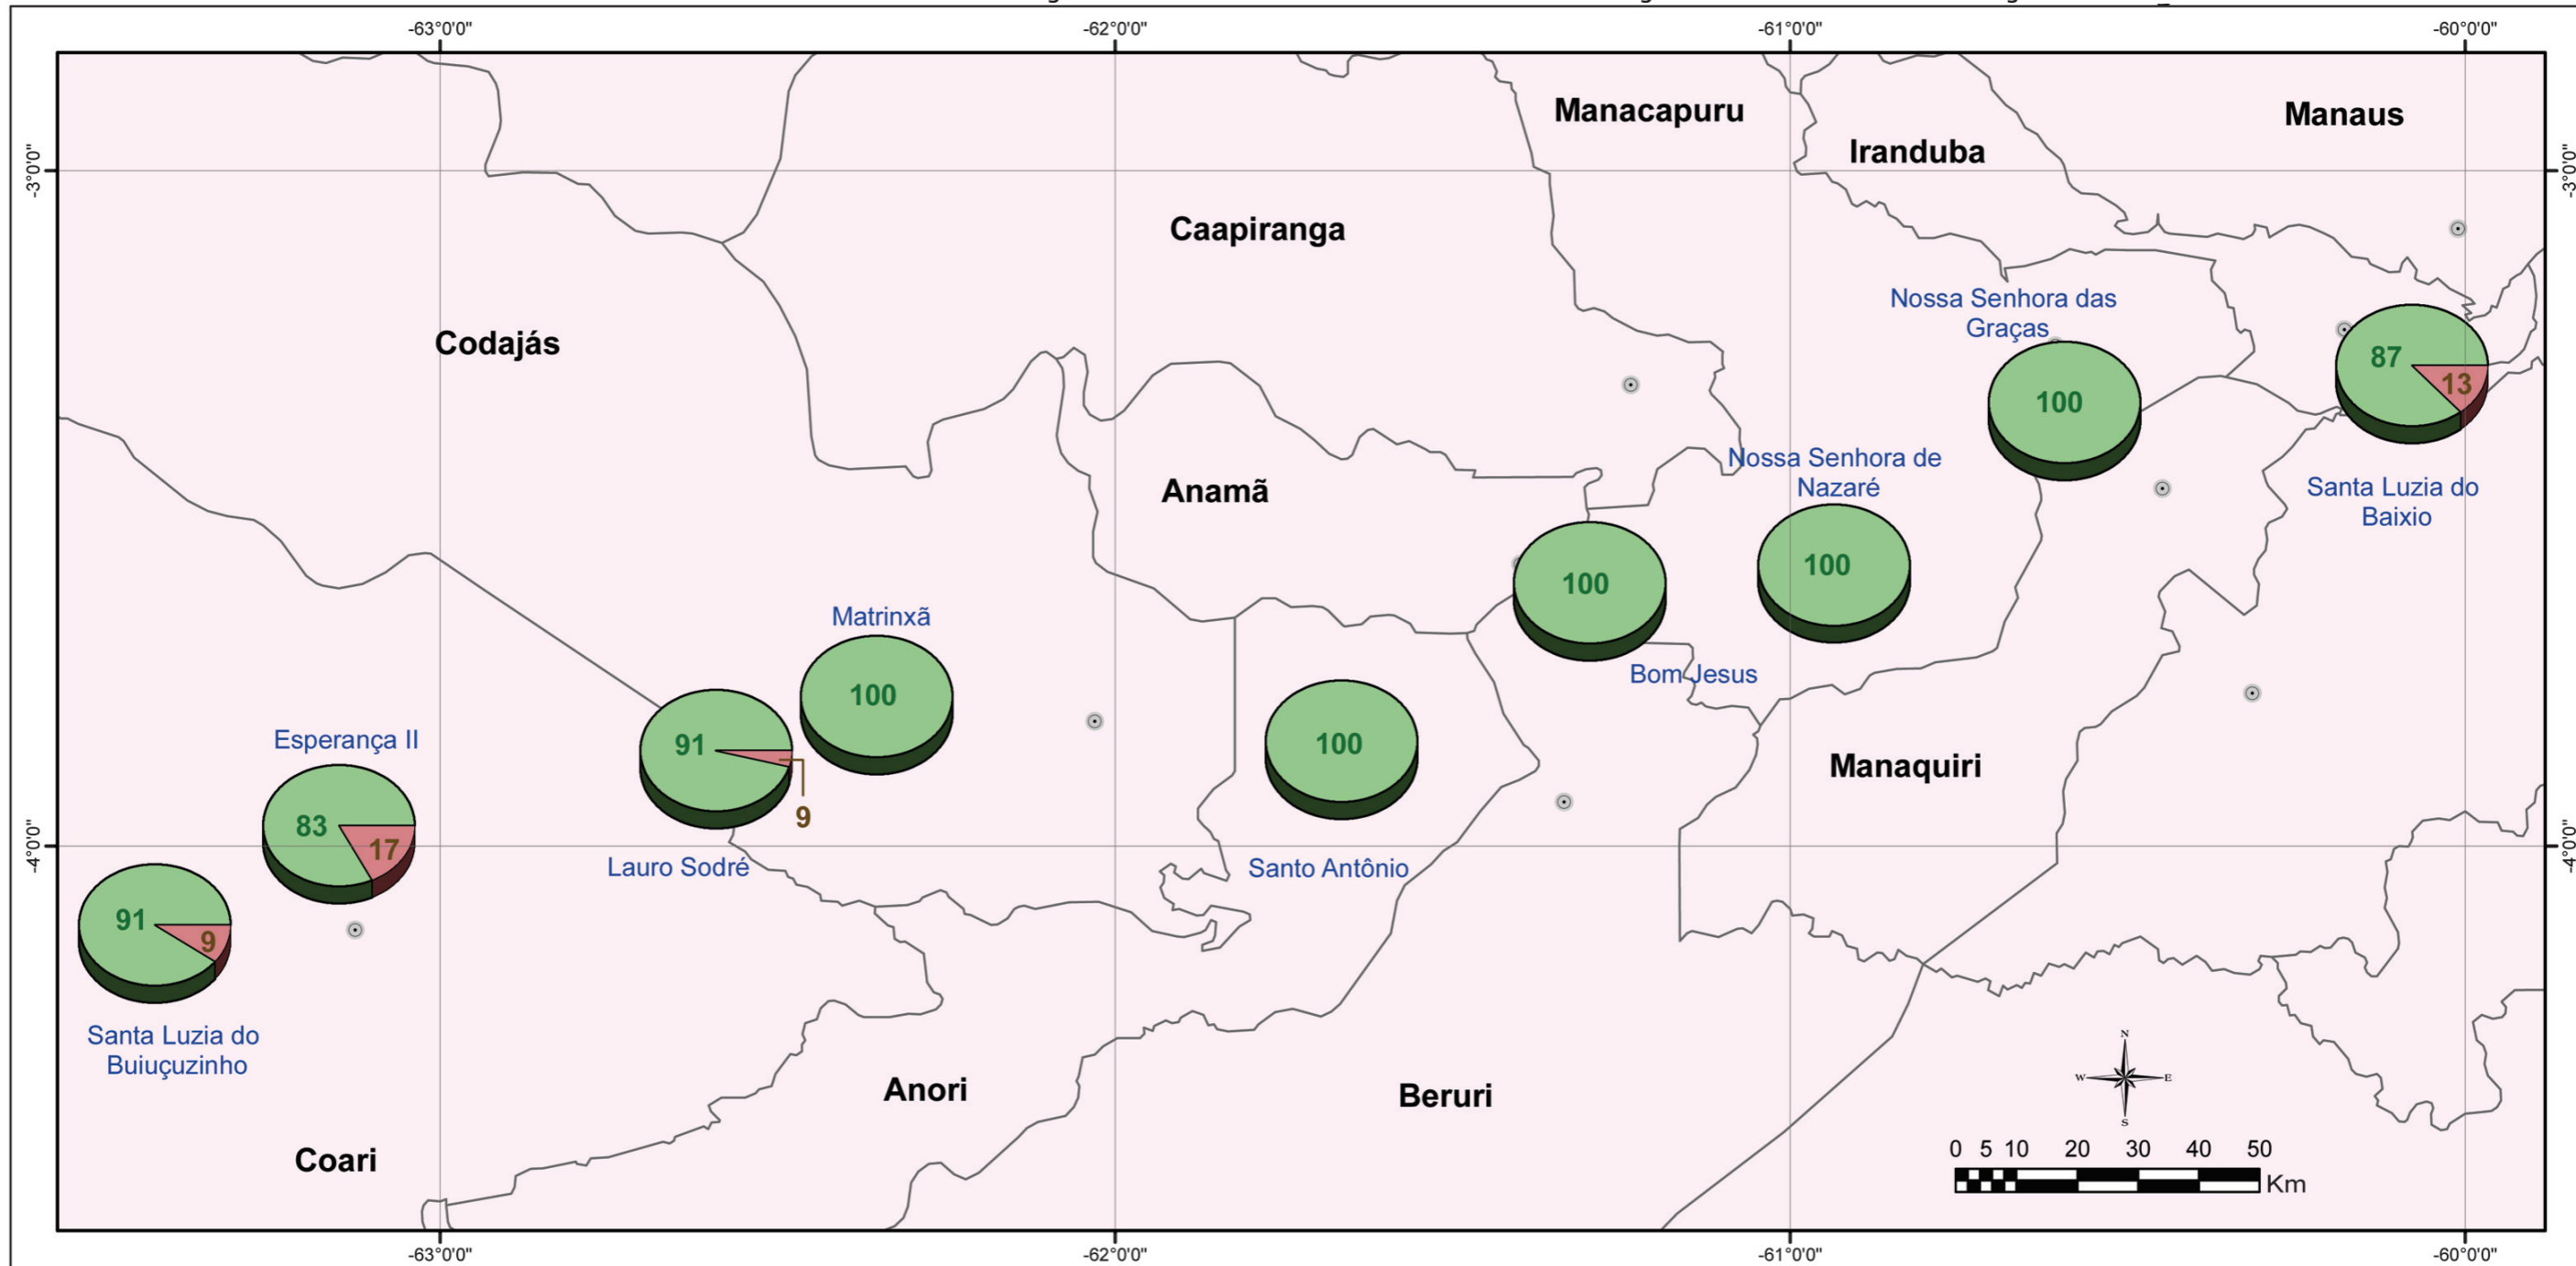 -63°0'0"
-62°0'0"
-61°0'0"
-60°0'0"
-3°0'0"
-3°0'0"
Manacapuru
Manaus
Iranduba
Caapiranga
Codajás
Nossa Senhora das
Graças
100
87
13
Nossa Senhora de
Nazaré
100
Santa Luzia do
Baixio
Anamã
100
Bom Jesus
Matrinxã
100
91
9
Lauro Sodré
100
Santo Antônio
Manaquiri
Esperança II
83
17
-4°0'0"
-4°0'0"
91
9
Santa Luzia do
Buiuçuzinho
Anori
Beruri
Coari
N
W
E
S
0 5 10 20 30 40 50
Km
-63°0'0"
-62°0'0"
-61°0'0"
-60°0'0"